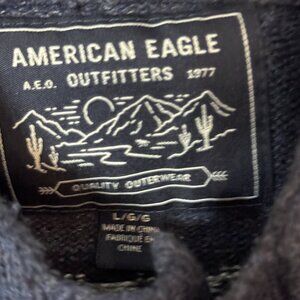 AMERICAN EAGLE
A.E.O. OUTFITTERS 1977
QUALITY OUTERWEAR
L/G/G
MADE IN CHINA
FABRIQUÉ EN
CHINE